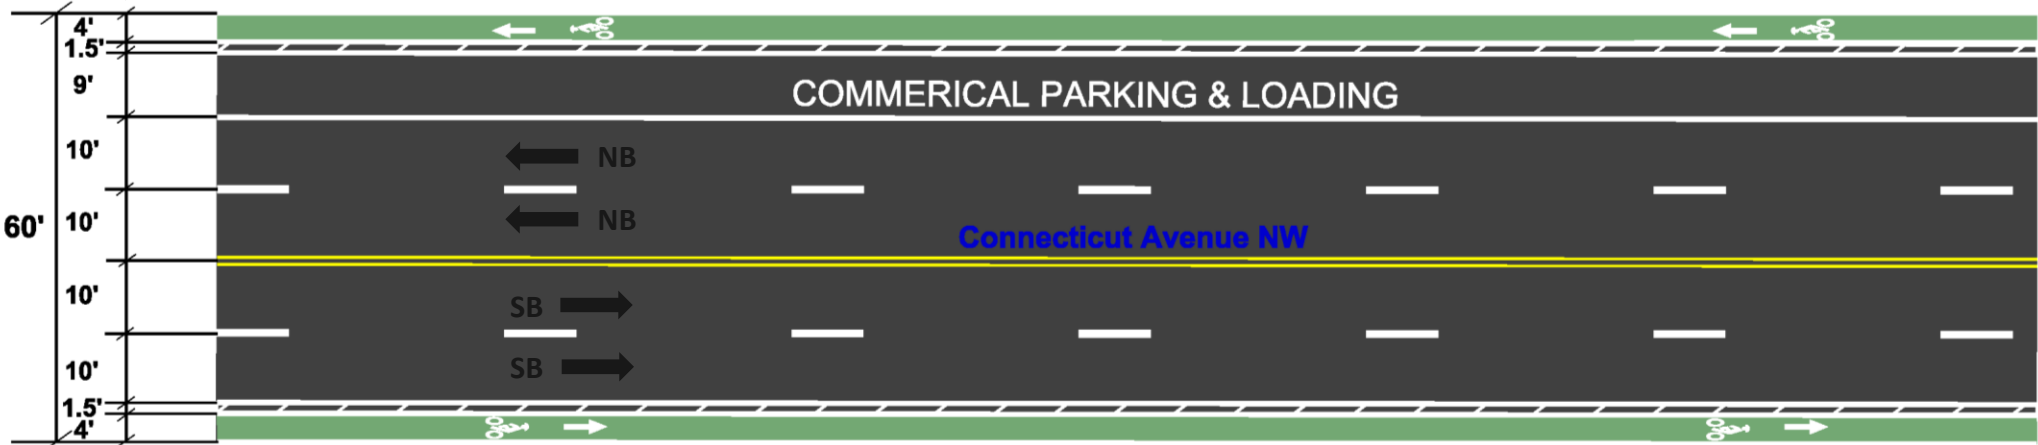 4'
1.5'
9'
COMMERICAL PARKING & LOADING
10'
NB
60'
10'
NB
Connecticut Avenue NW
10'
SB
10'
SB
1.5'
4'